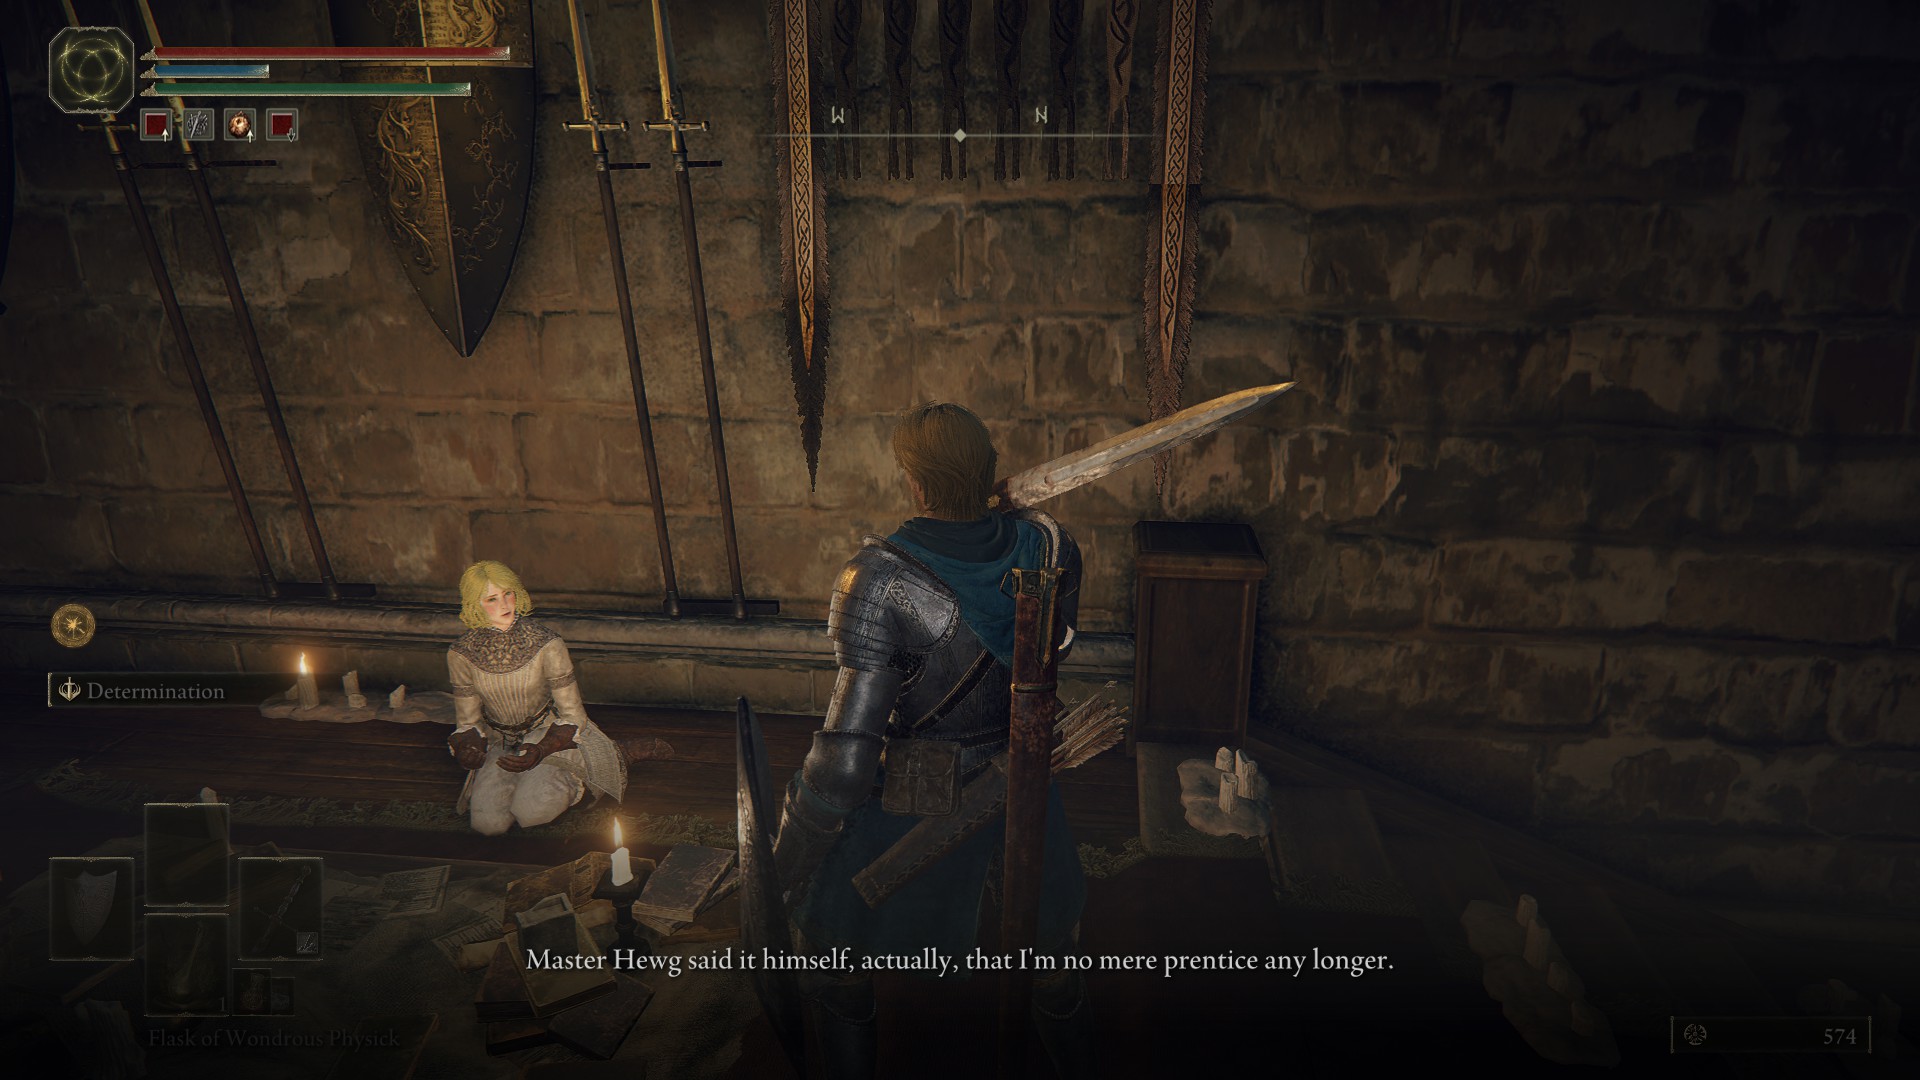 W N
Determination
1
Master Hewg said it himself, actually, that I'm no mere prentice any longer.
Flask of Wondrous Physick
574